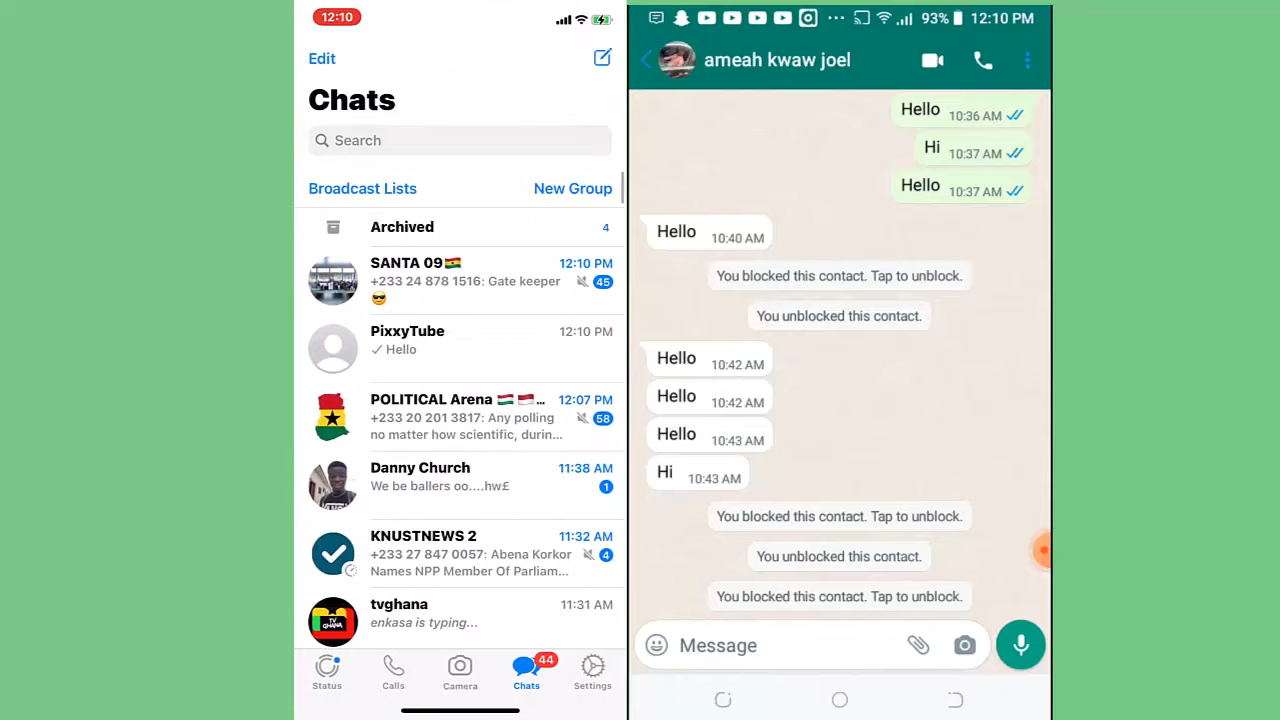 12:10
Edit
Chats
Search
Broadcast Lists New Group
Archived 4
SANTA 09🇬🇭 12:10 PM
+233 24 878 1516: Gate keeper 45
😎
PixxyTube 12:10 PM
✓ Hello
POLITICAL Arena 🇭🇺 🇮🇩 ... 12:07 PM
+233 20 201 3817: Any polling 58
no matter how scientific, durin...
Danny Church 11:38 AM
We be ballers oo....hw£ 1
KNUSTNEWS 2 11:32 AM
+233 27 847 0057: Abena Korkor 4
Names NPP Member Of Parliam...
tvghana 11:31 AM
enkasa is typing...
TV GHANA
44
Status Calls Camera Chats Settings
93% 12:10 PM
ameah kwaw joel
Hello 10:36 AM
Hi 10:37 AM
Hello 10:37 AM
Hello 10:40 AM
You blocked this contact. Tap to unblock.
You unblocked this contact.
Hello 10:42 AM
Hello 10:42 AM
Hello 10:43 AM
Hi 10:43 AM
You blocked this contact. Tap to unblock.
You unblocked this contact.
You blocked this contact. Tap to unblock.
Message